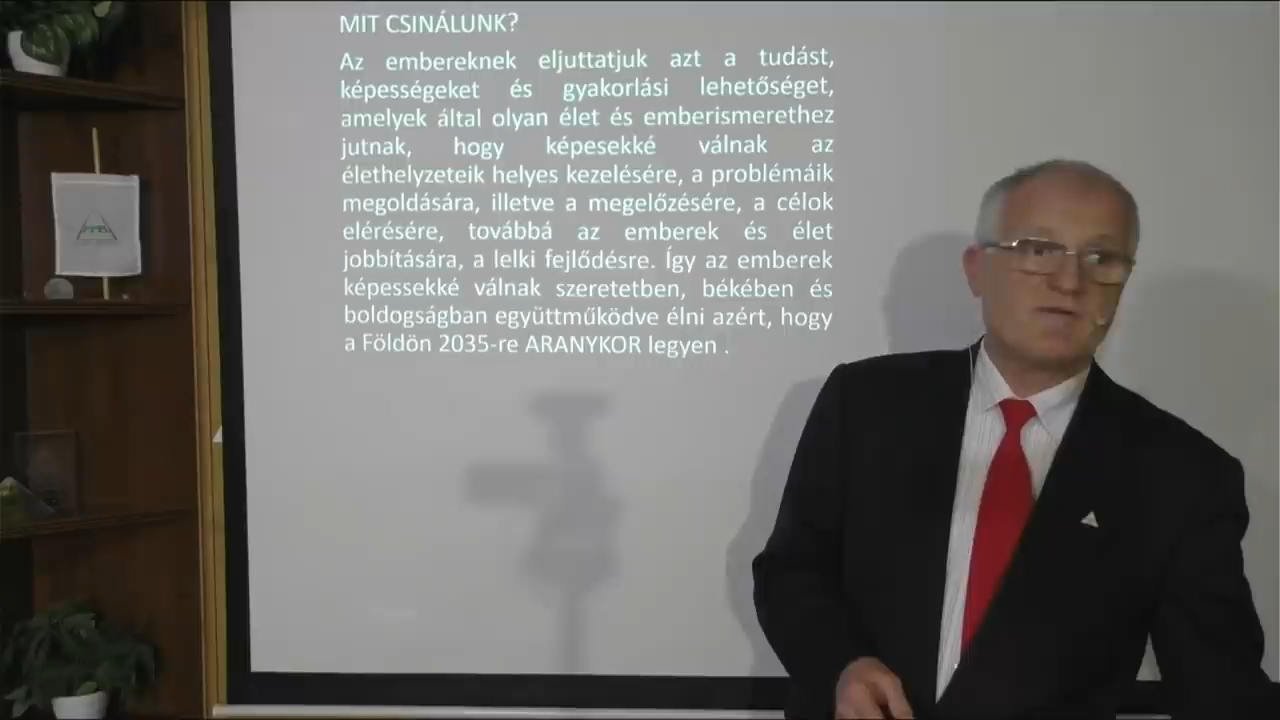 MIT CSINÁLUNK?
Az embereknek eljuttatjuk azt a tudást,
képességeket és gyakorlási lehetőséget,
amelyek által olyan élet és emberismerethez
jutnak, hogy képesekké válnak az
élethelyzeteik helyes kezelésére, a problémáik
megoldására, illetve a megelőzésére, a célok
elérésére, továbbá az emberek és élet
jobbítására, a lelki fejlődésre. Így az emberek
képessekké válnak szeretetben, békében és
boldogságban együttműködve élni azért, hogy
a Földön 2035-re ARANYKOR legyen .